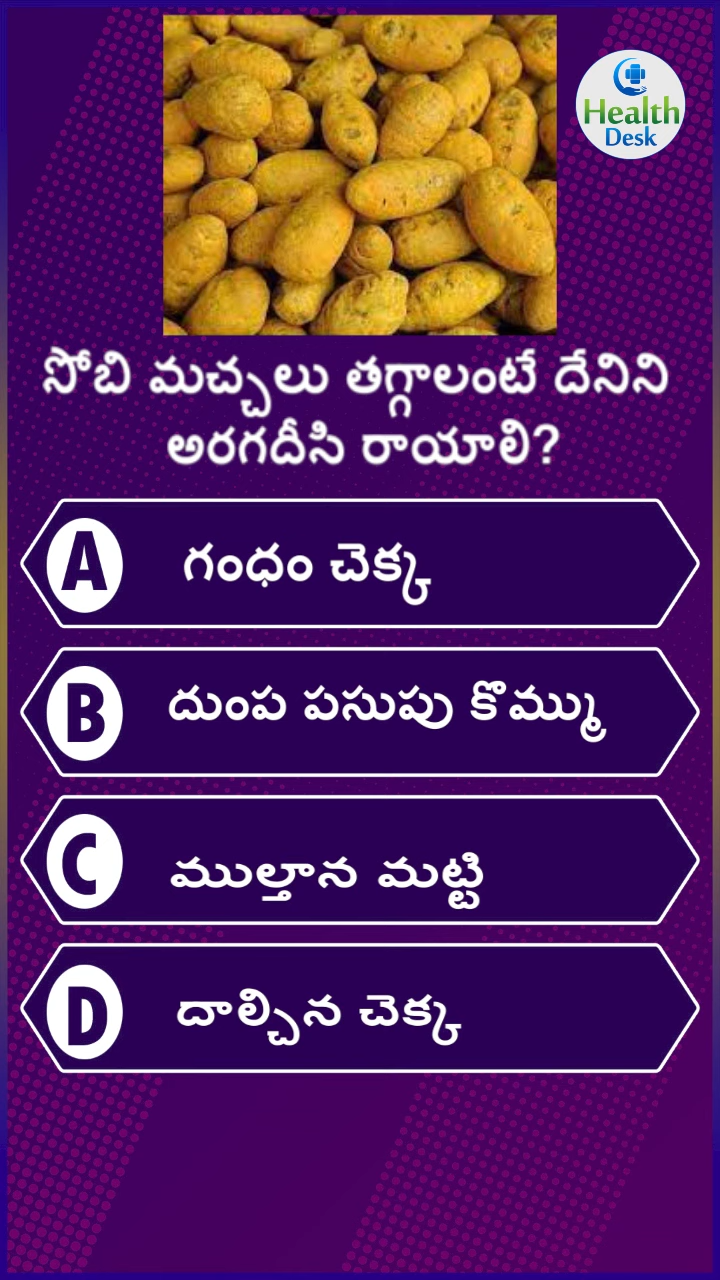 Health
Desk
సోబి మచ్చలు తగ్గాలంటే దేనిని
అరగదీసి రాయాలి?
A గంధం చెక్క
B దుంప పసుపు కొమ్ము
C ముల్తాన మట్టి
D దాల్చిన చెక్క